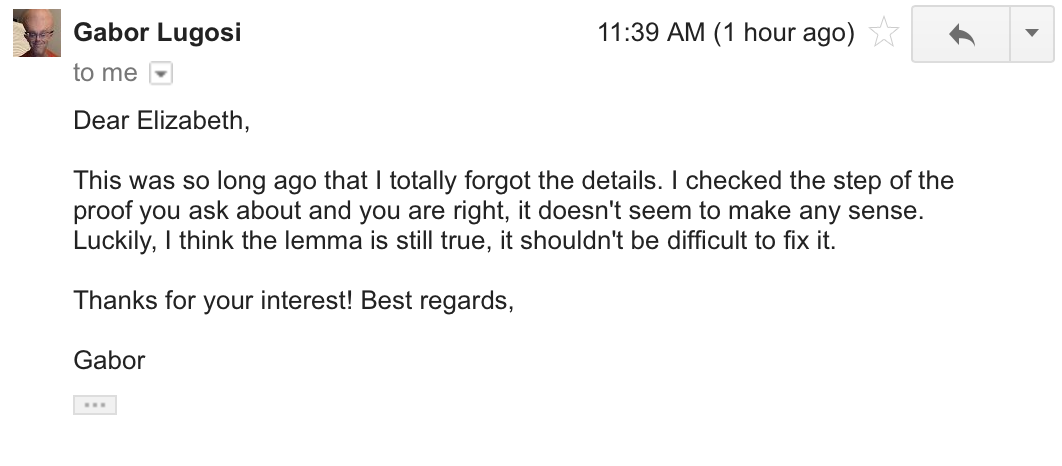 Gabor Lugosi 11:39 AM (1 hour ago)
to me
Dear Elizabeth,
This was so long ago that I totally forgot the details. I checked the step of the
proof you ask about and you are right, it doesn't seem to make any sense.
Luckily, I think the lemma is still true, it shouldn't be difficult to fix it.
Thanks for your interest! Best regards,
Gabor